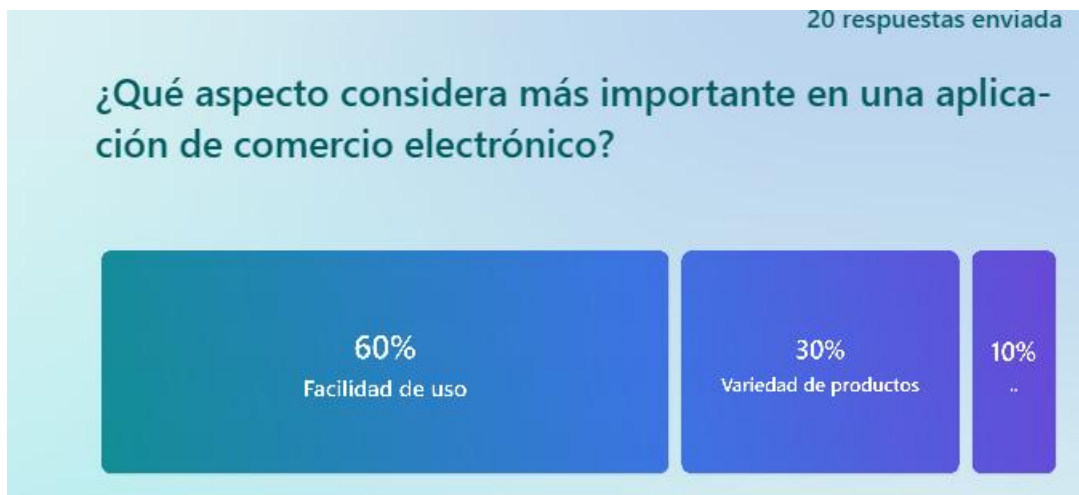 20 respuestas enviada
¿Qué aspecto considera más importante en una aplica-
ción de comercio electrónico?
60%
Facilidad de uso
30%
Variedad de productos
10%
..